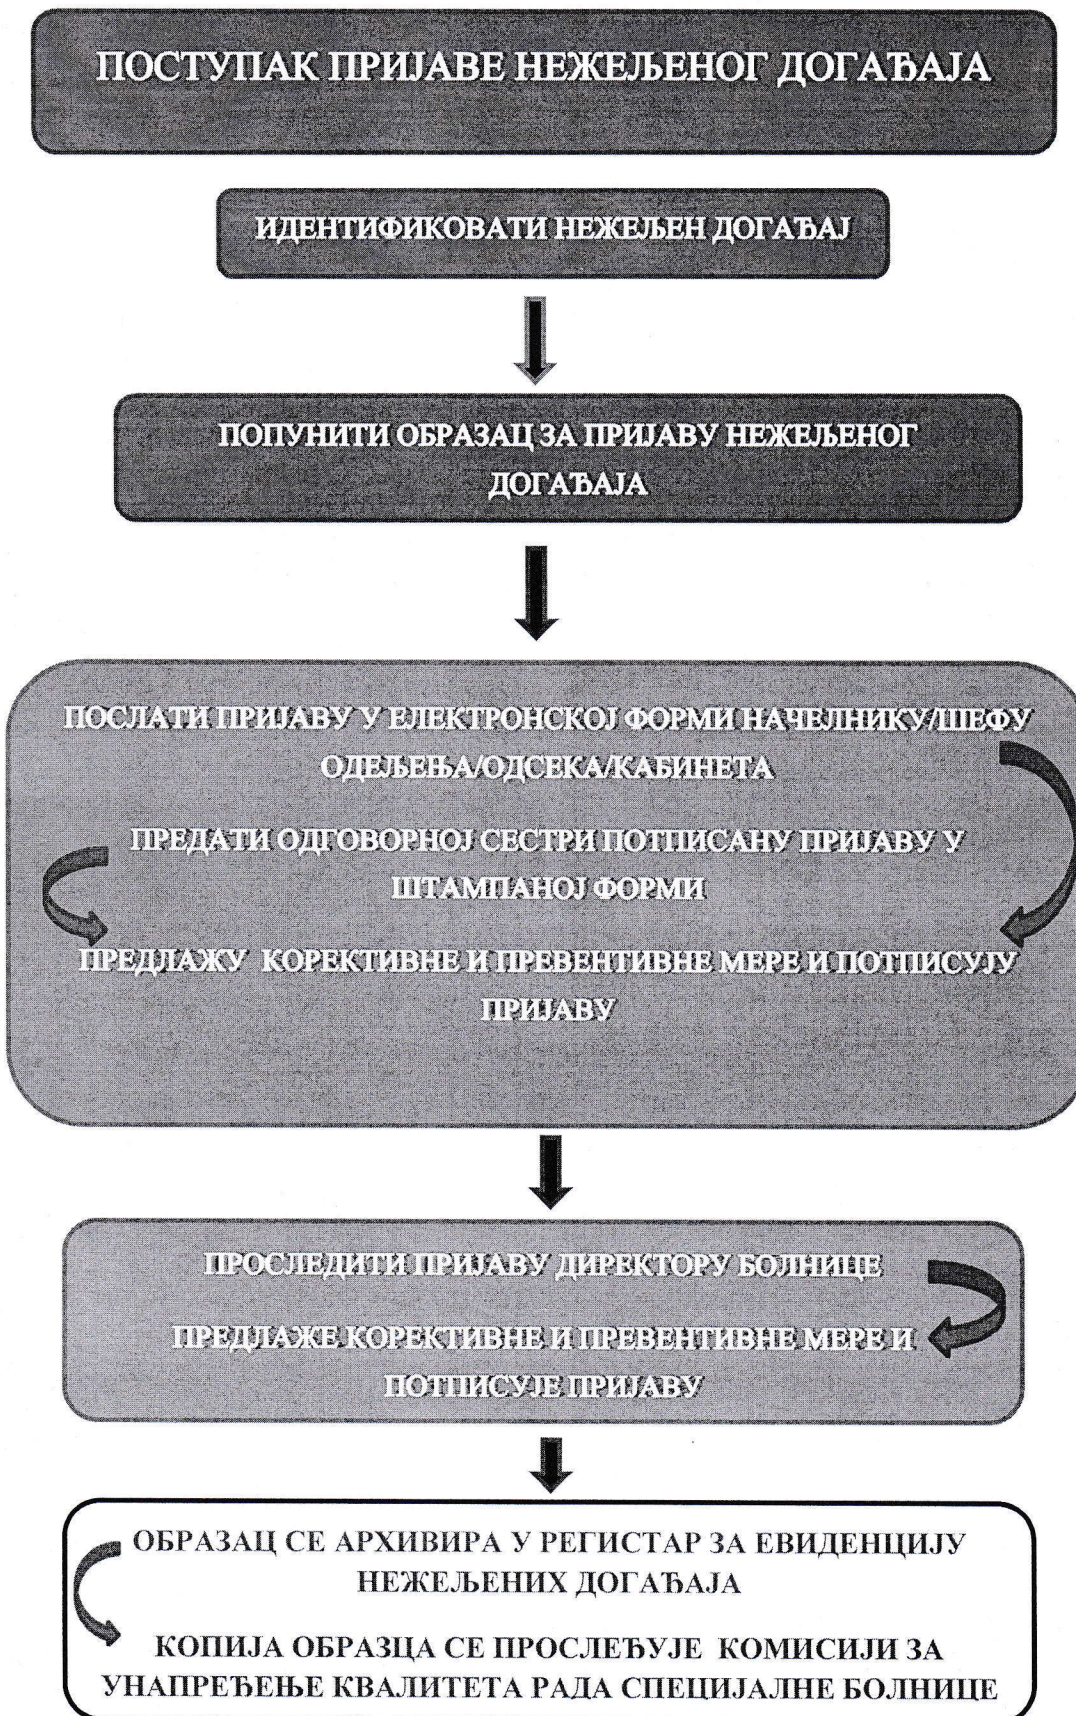 ПОСТУПАК ПРИЈАВЕ НЕЖЕЉЕНОГ ДОГАЂАЈА
ИДЕНТИФИКОВАТИ НЕЖЕЉЕН ДОГАЂАЈ
ПОПУНИТИ ОБРАЗАЦ ЗА ПРИЈАВУ НЕЖЕЉЕНОГ
ДОГАЂАЈА
ПОСЛАТИ ПРИЈАВУ У ЕЛЕКТРОНСКОЈ ФОРМИ НАЧЕЛНИКУ/ШЕФУ
ОДЕЉЕЊА/ОДСЕКА/КАБИНЕТА
ПРЕДАТИ ОДГОВОРНОЈ СЕСТРИ ПОТПИСАНУ ПРИЈАВУ У
ШТАМПАНОЈ ФОРМИ
ПРЕДЛАЖУ КОРЕКТИВНЕ И ПРЕВЕНТИВНЕ МЕРЕ И ПОТПИСУЈУ
ПРИЈАВУ
ПРОСЛЕДИТИ ПРИЈАВУ ДИРЕКТОРУ БОЛНИЦЕ
ПРЕДЛАЖЕ КОРЕКТИВНЕ И ПРЕВЕНТИВНЕ МЕРЕ И
ПОТПИСУЈЕ ПРИЈАВУ
ОБРАЗАЦ СЕ АРХИВИРА У РЕГИСТАР ЗА ЕВИДЕНЦИЈУ
НЕЖЕЉЕНИХ ДОГАЂАЈА
КОПИЈА ОБРАЗЦА СЕ ПРОСЛЕЂУЈЕ КОМИСИЈИ ЗА
УНАПРЕЂЕЊЕ КВАЛИТЕТА РАДА СПЕЦИЈАЛНЕ БОЛНИЦЕ